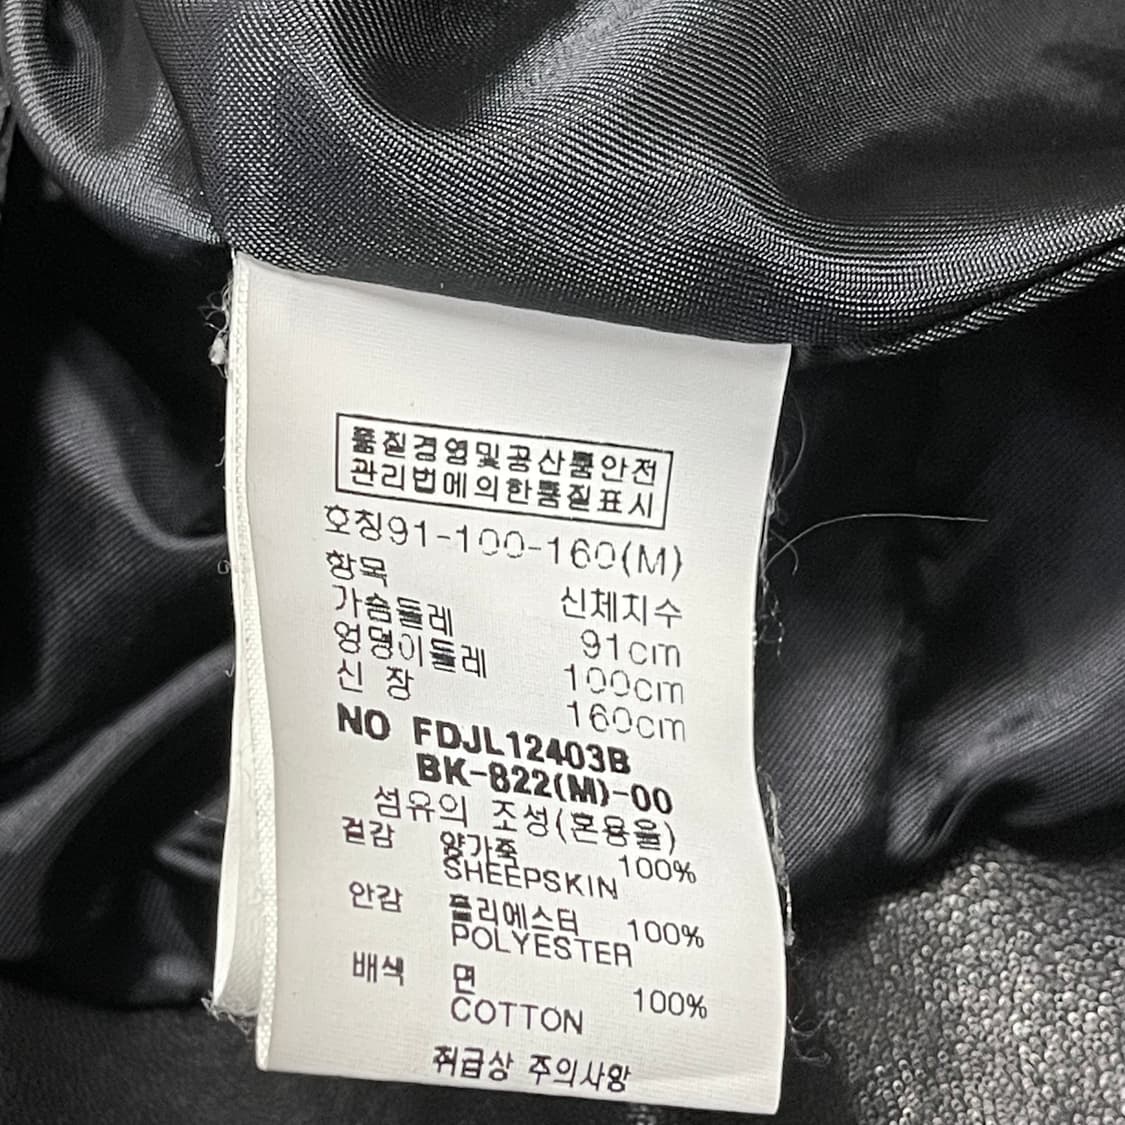 품질경영및공산품안전
관리법에의한품질표시
호칭91-100-160(M)
항목 신체치수
가슴둘레 91cm
엉덩이둘레 100cm
신 장 160cm
NO FDJL12403B
BK-822(M)-00
섬유의 조성(혼용율)
겉감 양가죽 100%
SHEEPSKIN
안감 폴리에스터 100%
POLYESTER
배색 면 100%
COTTON
취급상 주의사항